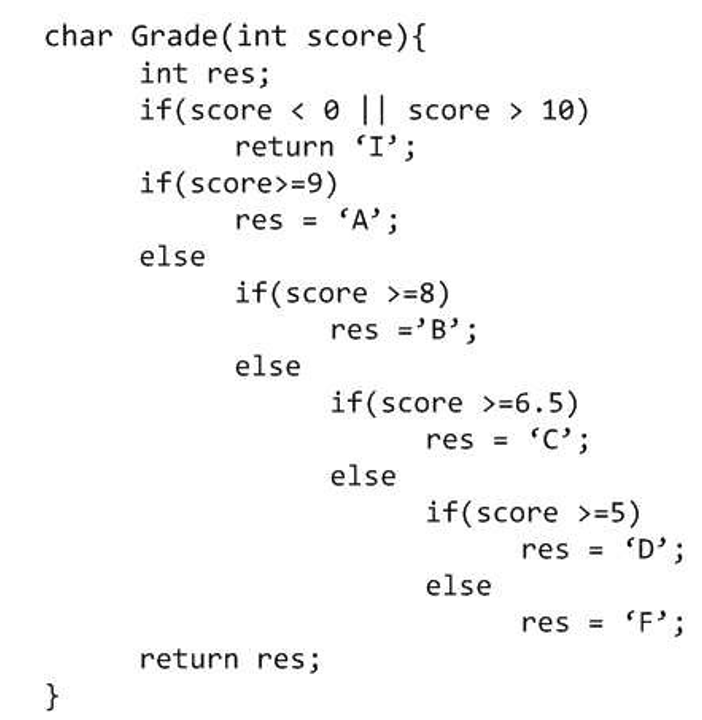 char Grade(int score){
int res;
if(score < 0 || score > 10)
return ‘I’;
if(score>=9)
res = ‘A’;
else
if(score >=8)
res =’B’;
else
if(score >=6.5)
res = ‘C’;
else
if(score >=5)
res = ‘D’;
else
res = ‘F’;
return res;
}